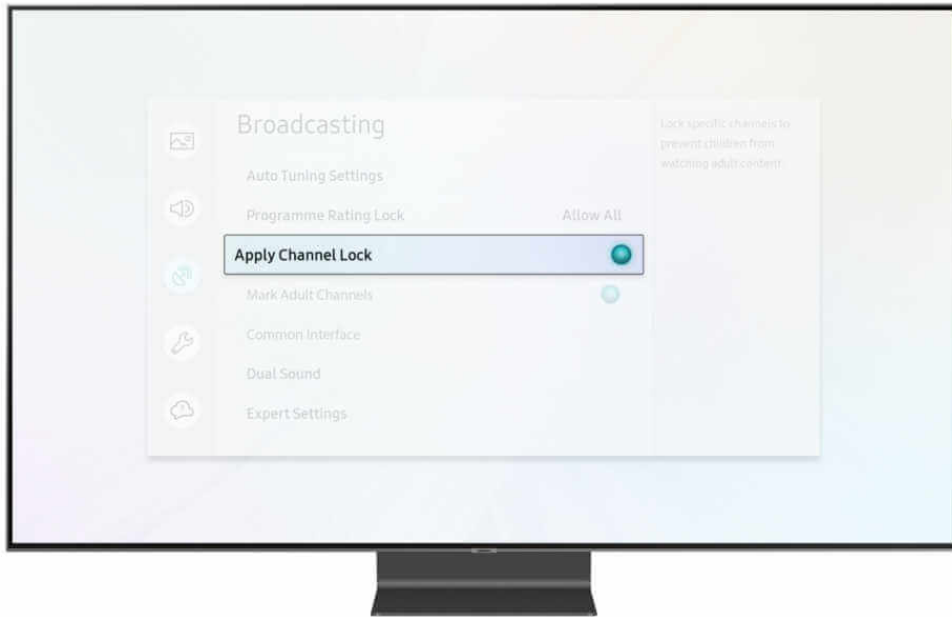 Broadcasting
Auto Tuning Settings
Programme Rating Lock Allow All
Apply Channel Lock
Mark Adult Channels
Common Interface
Dual Sound
Expert Settings
Lock specific channels to
prevent children from
watching adult content.